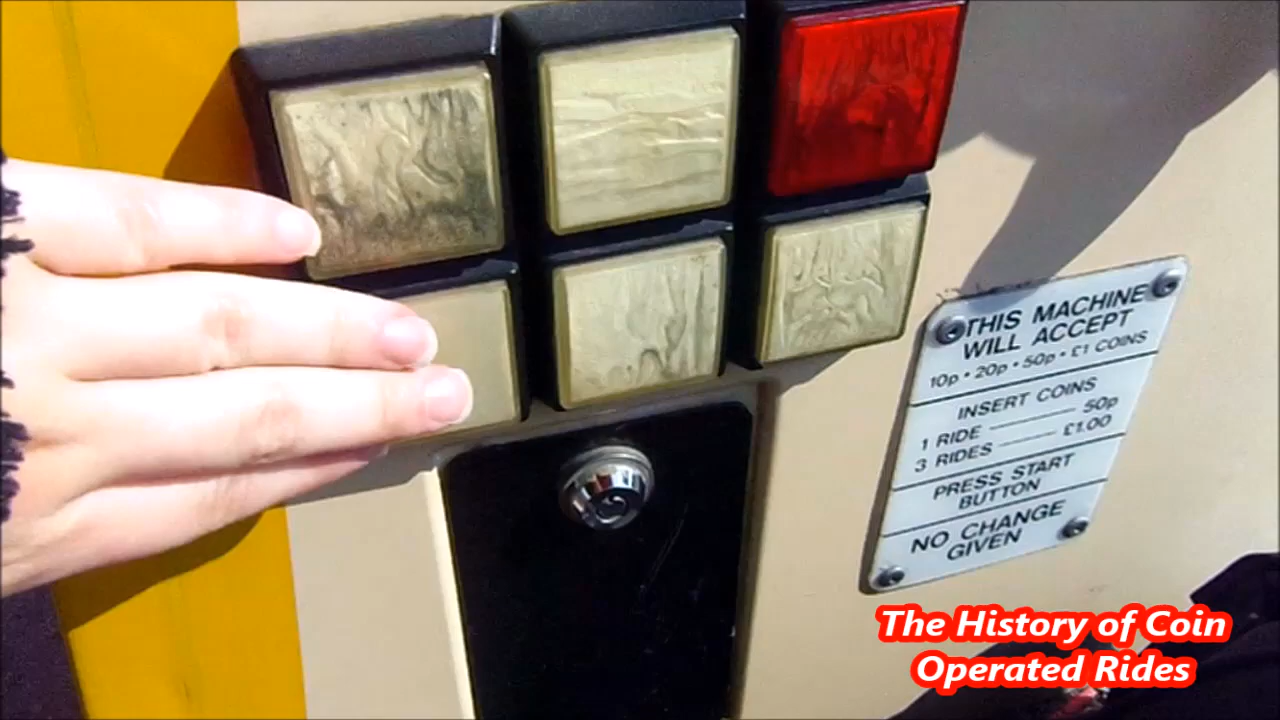 THIS MACHINE
WILL ACCEPT
10p • 20p • 50p • £1 COINS
INSERT COINS
1 RIDE 50p
3 RIDES £1.00
PRESS START
BUTTON
NO CHANGE
GIVEN
The History of Coin
Operated Rides